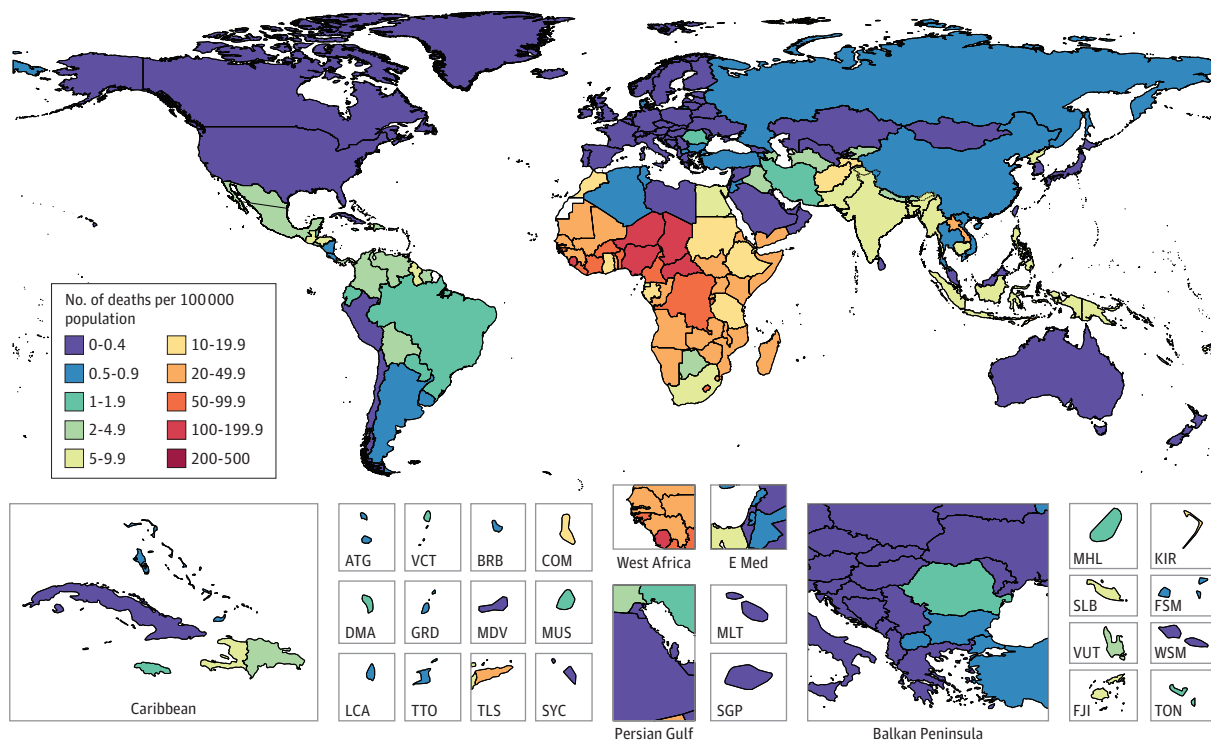 No. of deaths per 100 000
population
0-0.4
0.5-0.9
1-1.9
2-4.9
5-9.9
10-19.9
20-49.9
50-99.9
100-199.9
200-500
Caribbean
ATG
VCT
BRB
COM
DMA
GRD
MDV
MUS
LCA
TTO
TLS
SYC
West Africa
E Med
Persian Gulf
MLT
SGP
Balkan Peninsula
MHL
KIR
SLB
FSM
VUT
WSM
FJI
TON